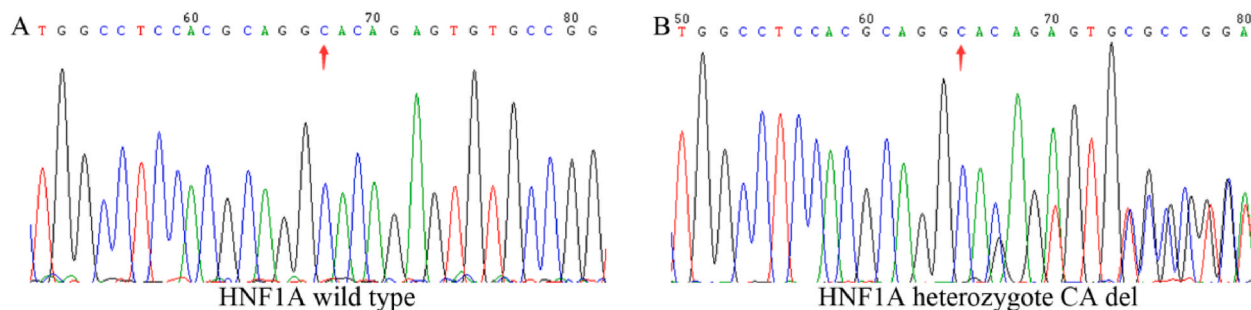 A
60 70 80
T G G C C T C C A C G C A G G C A C A G A G T G T G C C G G
HNF1A wild type
B
50 60 70 80
T G G C C T C C A C G C A G G C A C A G A G T G C G C C G G A
HNF1A heterozygote CA del